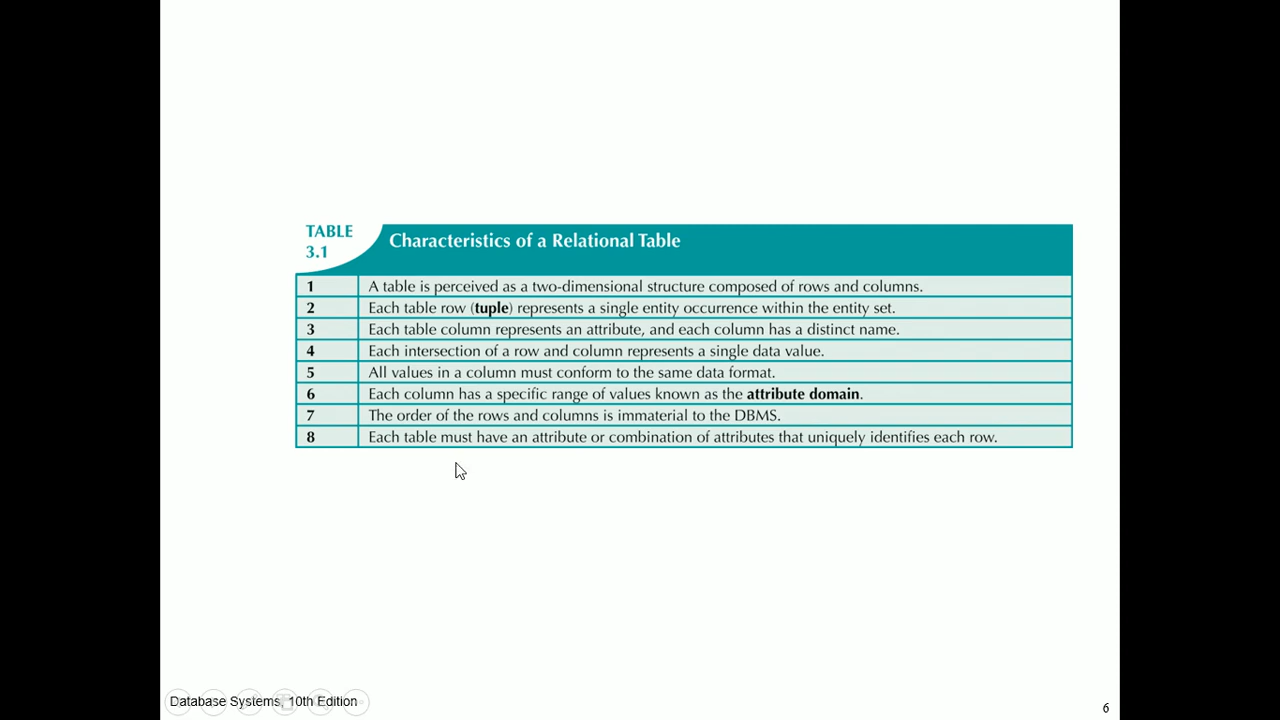 TABLE
3.1
Characteristics of a Relational Table
1 A table is perceived as a two-dimensional structure composed of rows and columns.
2 Each table row (tuple) represents a single entity occurrence within the entity set.
3 Each table column represents an attribute, and each column has a distinct name.
4 Each intersection of a row and column represents a single data value.
5 All values in a column must conform to the same data format.
6 Each column has a specific range of values known as the attribute domain.
7 The order of the rows and columns is immaterial to the DBMS.
8 Each table must have an attribute or combination of attributes that uniquely identifies each row.
Database Systems, 10th Edition
6